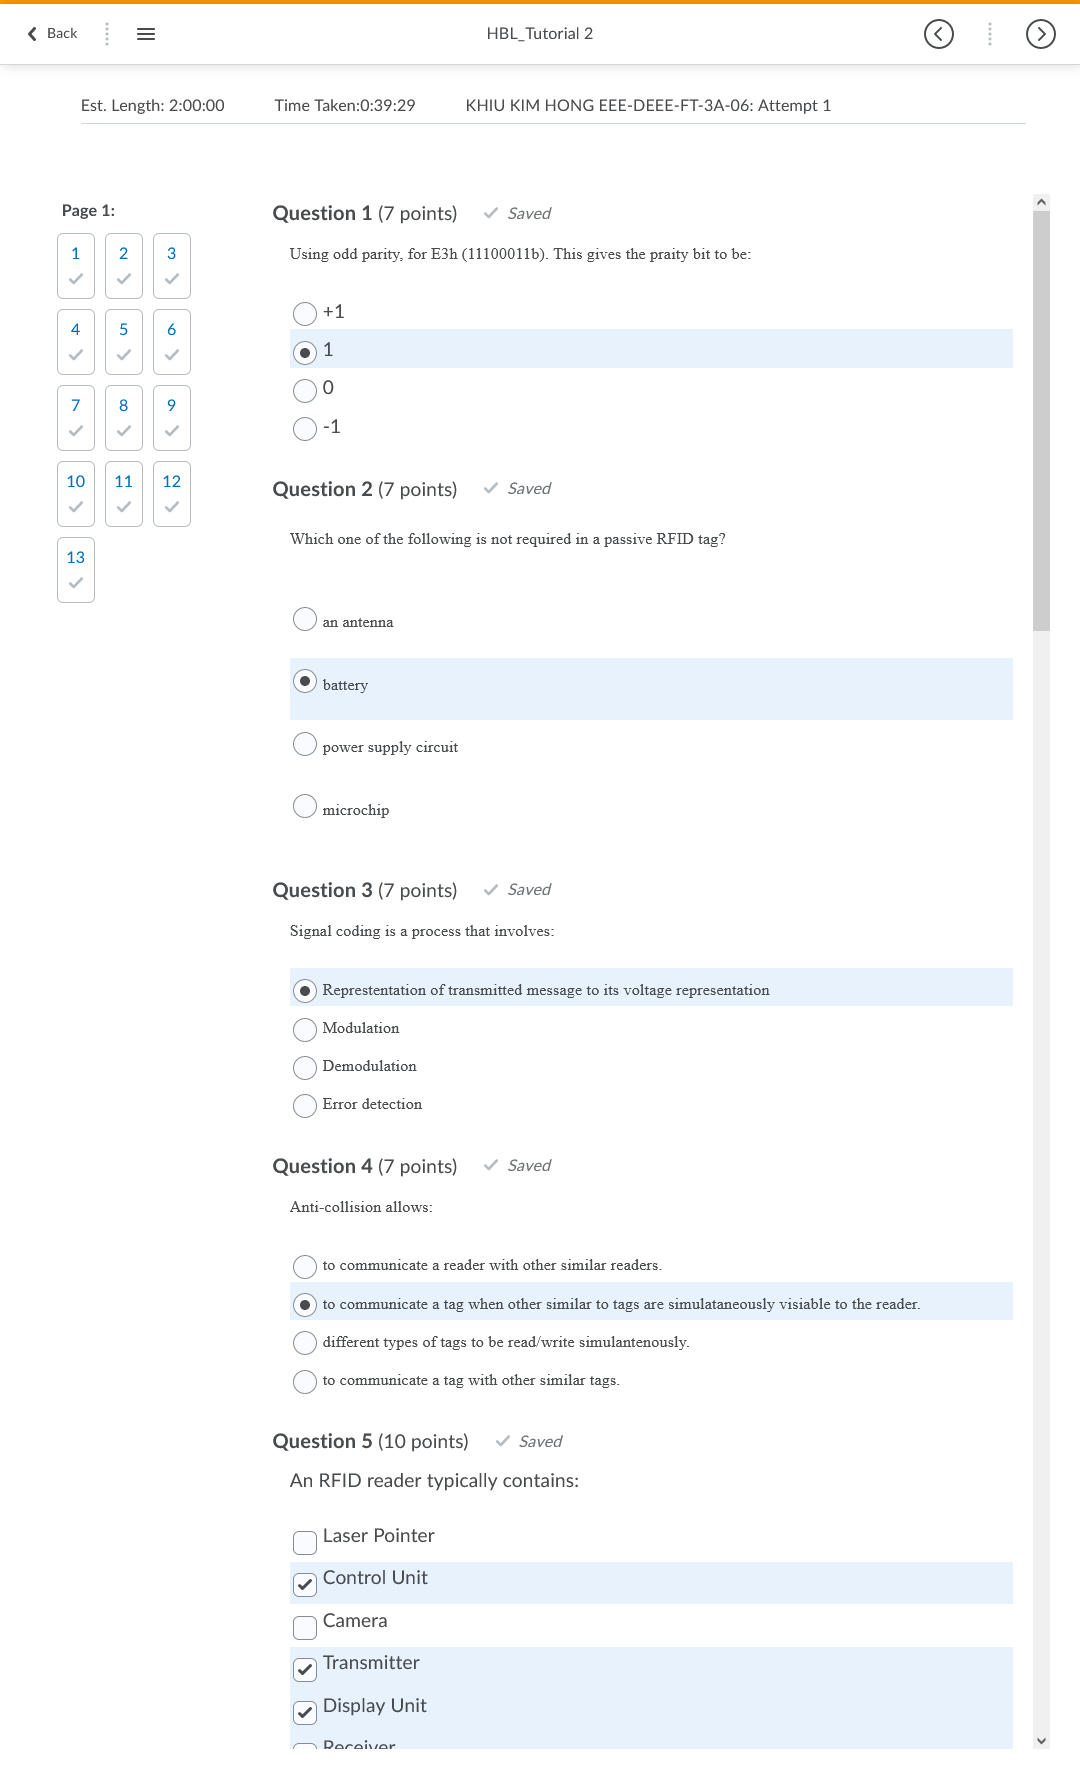 Back
HBL_Tutorial 2
Est. Length: 2:00:00 Time Taken:0:39:29 KHIU KIM HONG EEE-DEEE-FT-3A-06: Attempt 1
Page 1:
1 2 3
4 5 6
7 8 9
10 11 12
13
Question 1 (7 points) Saved
Using odd parity, for E3h (11100011b). This gives the praity bit to be:
+1
1
0
-1
Question 2 (7 points) Saved
Which one of the following is not required in a passive RFID tag?
an antenna
battery
power supply circuit
microchip
Question 3 (7 points) Saved
Signal coding is a process that involves:
Represtentation of transmitted message to its voltage representation
Modulation
Demodulation
Error detection
Question 4 (7 points) Saved
Anti-collision allows:
to communicate a reader with other similar readers.
to communicate a tag when other similar to tags are simulataneously visiable to the reader.
different types of tags to be read/write simulantenously.
to communicate a tag with other similar tags.
Question 5 (10 points) Saved
An RFID reader typically contains:
Laser Pointer
Control Unit
Camera
Transmitter
Display Unit
Receiver